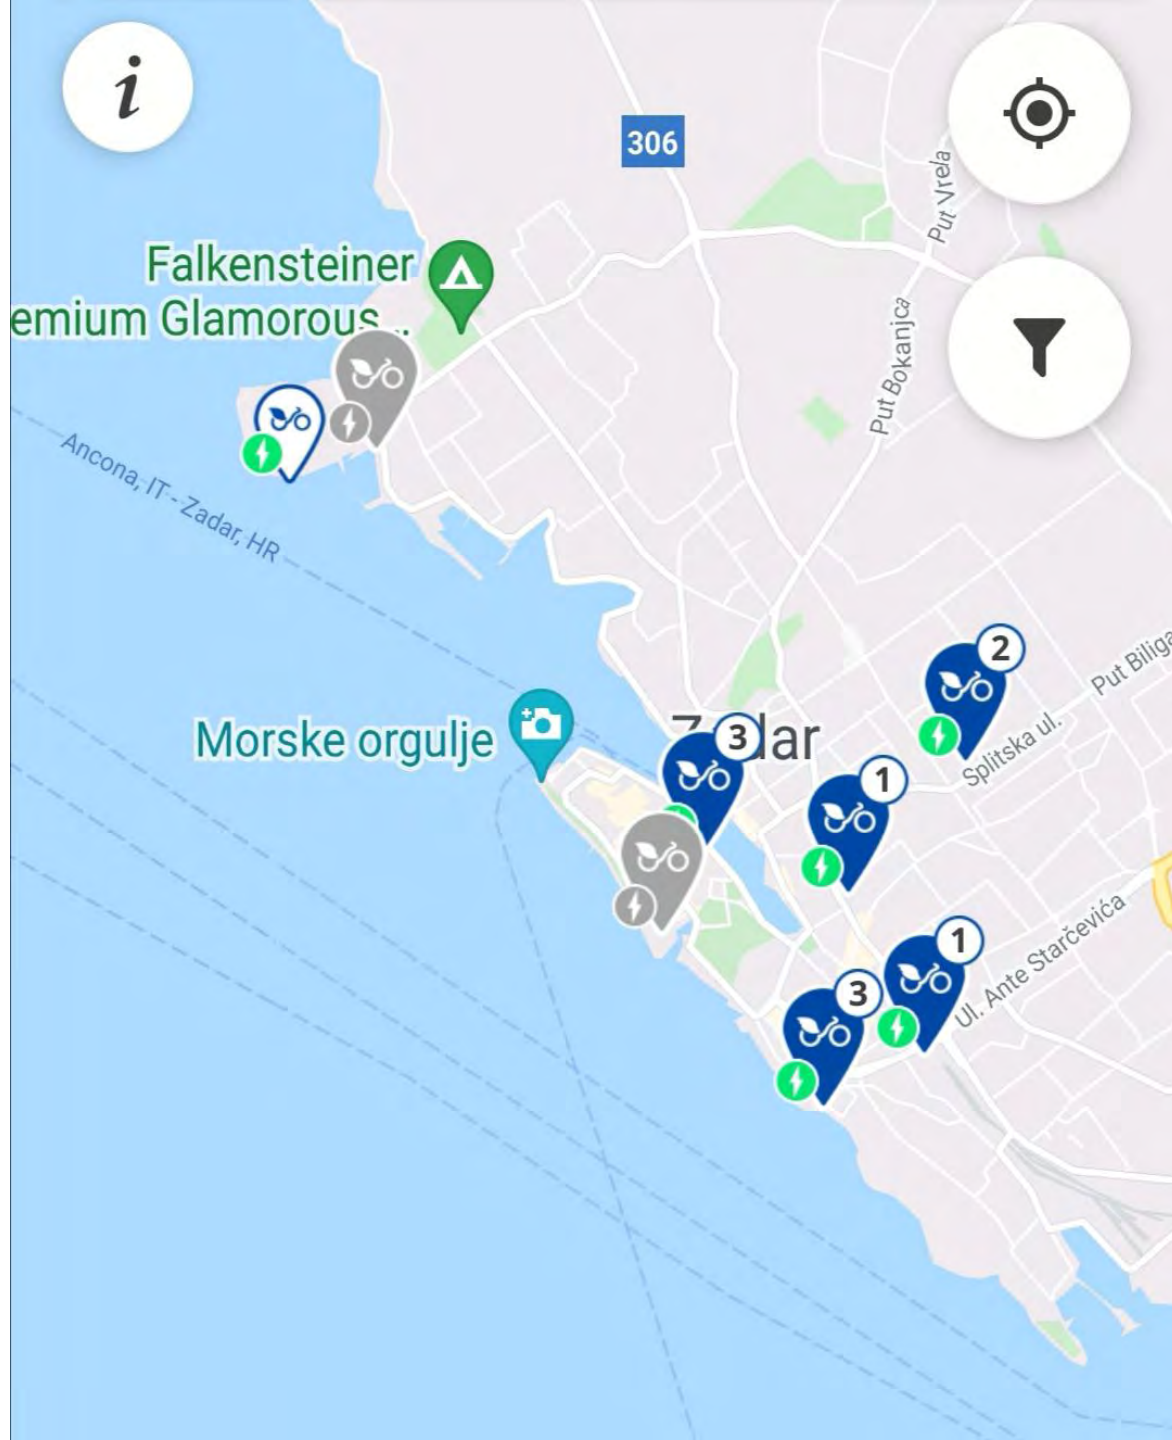 i
306
Put Vrela
Falkensteiner
emium Glamorous...
Put Bokanjca
Ancona, IT - Zadar, HR
2
Put Biliga
Morske orgulje
3
Splitska ul.
1
Ul. Ante Starčevića
1
3